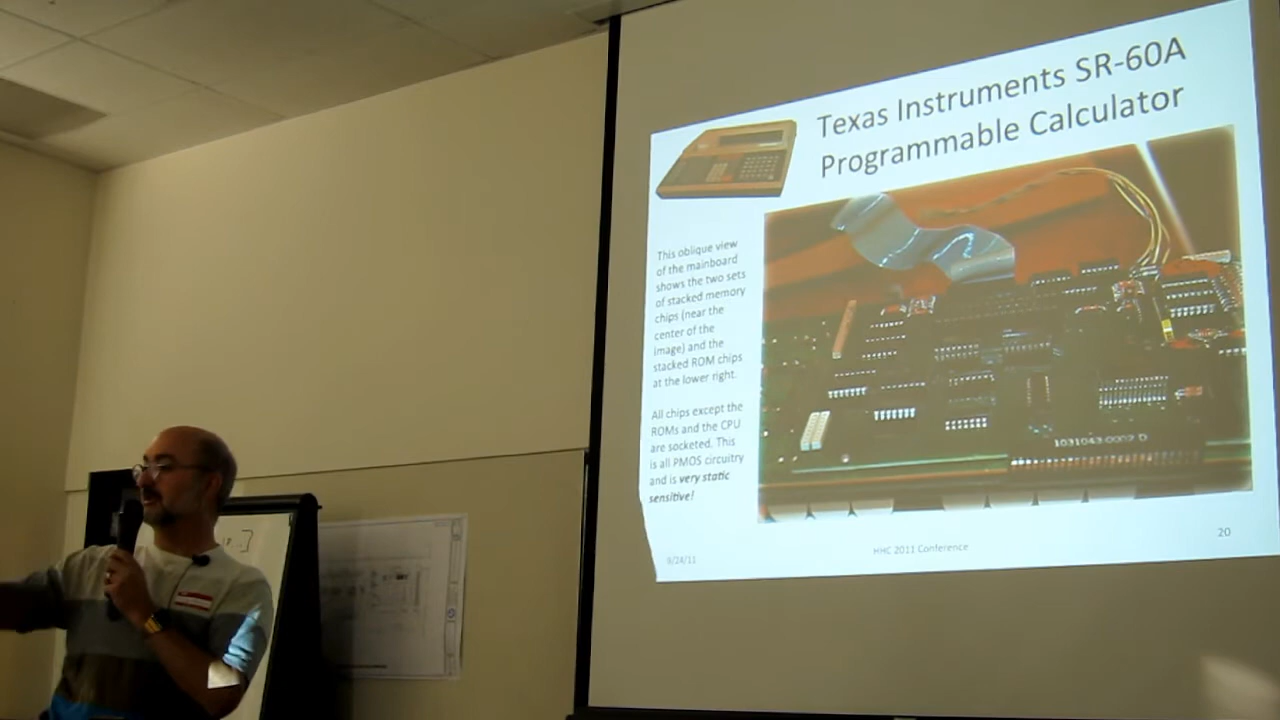 Texas Instruments SR-60A
Programmable Calculator
This oblique view
of the mainboard
shows the two sets
of stacked memory
chips (near the
center of the
image) and the
stacked ROM chips
at the lower right.
All chips except the
ROMs and the CPU
are socketed. This
is all PMOS circuitry
and is very static
sensitive!
1031043-0002 D
9/24/11
HHC 2011 Conference
20